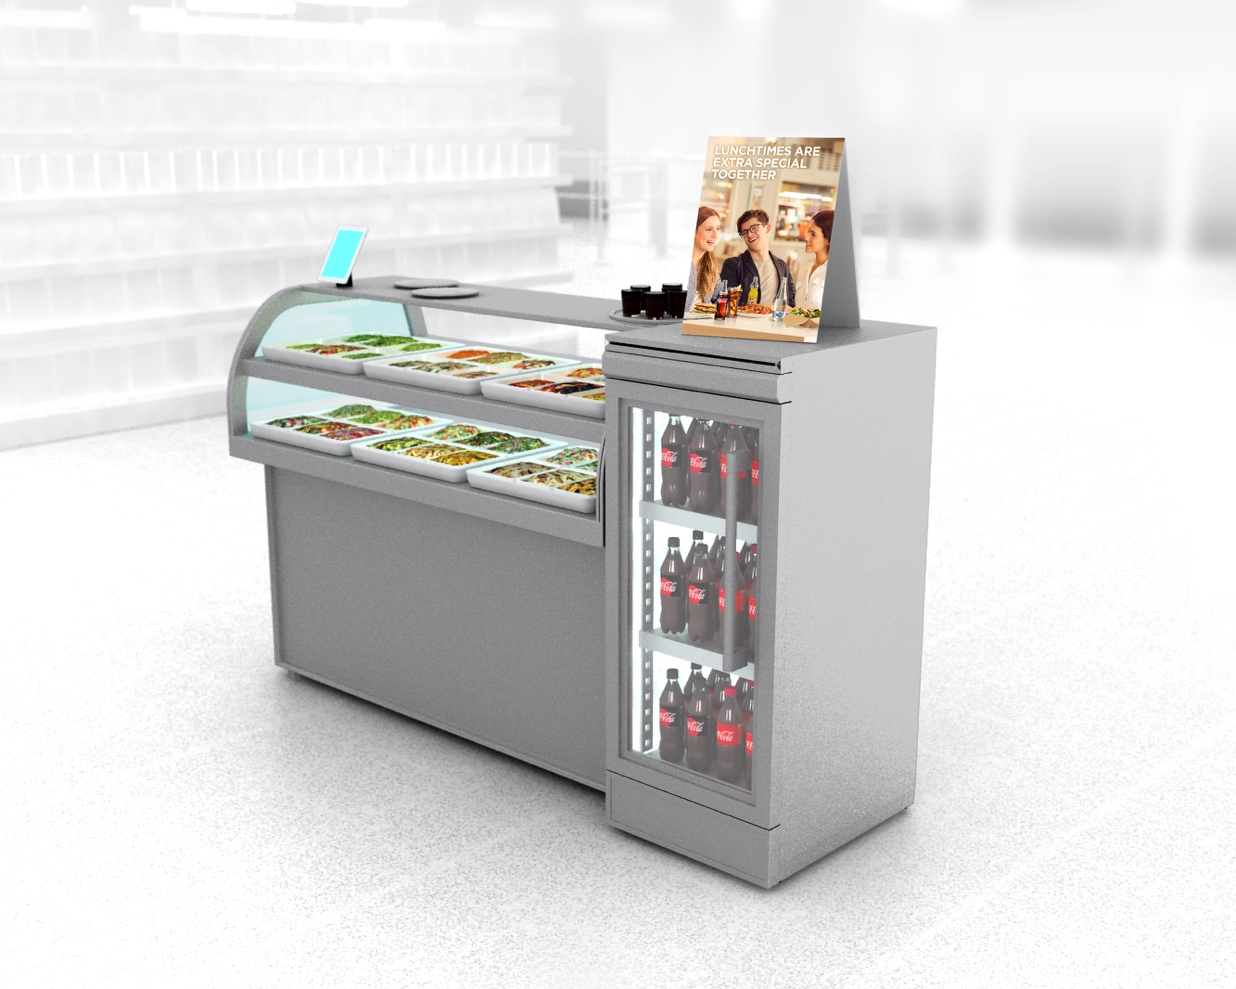 LUNCHTIMES ARE
EXTRA SPECIAL
TOGETHER